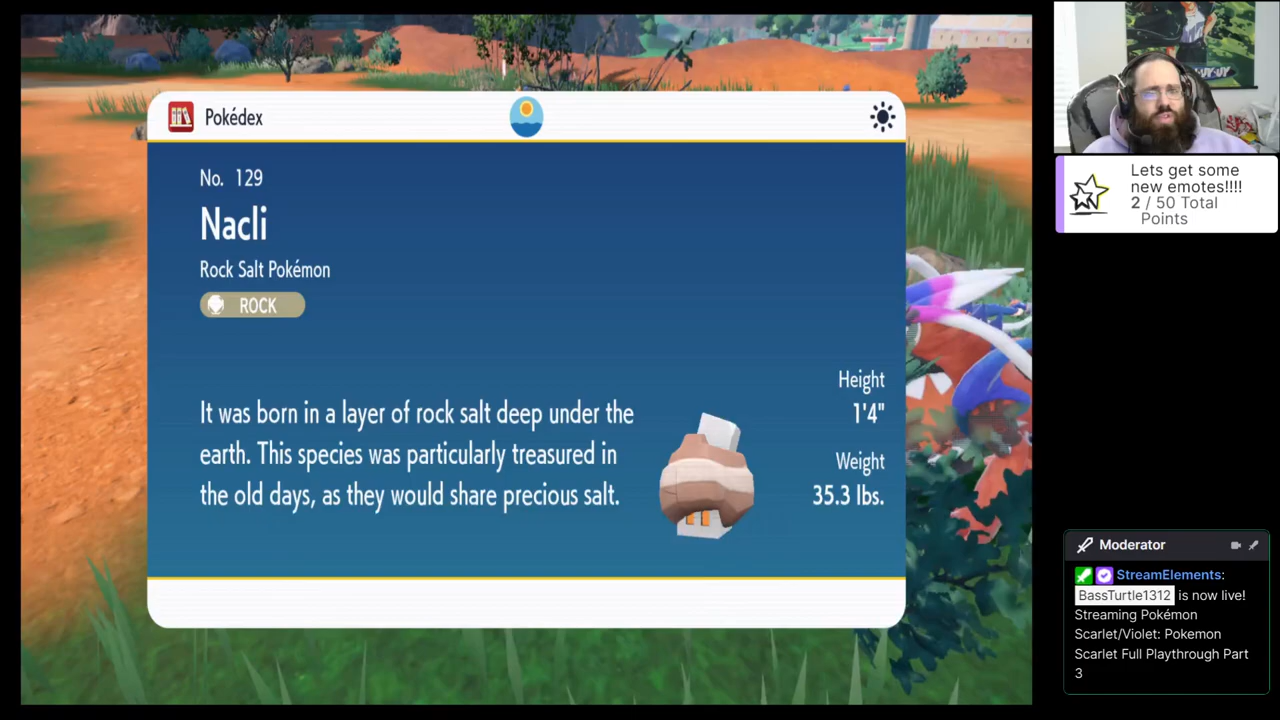 Pokédex
No. 129
Nacli
Rock Salt Pokémon
ROCK
It was born in a layer of rock salt deep under the
earth. This species was particularly treasured in
the old days, as they would share precious salt.
Height
1'4"
Weight
35.3 lbs.
Lets get some
new emotes!!!!
2 / 50 Total
Points
Moderator
StreamElements:
BassTurtle1312 is now live!
Streaming Pokémon
Scarlet/Violet: Pokemon
Scarlet Full Playthrough Part
3